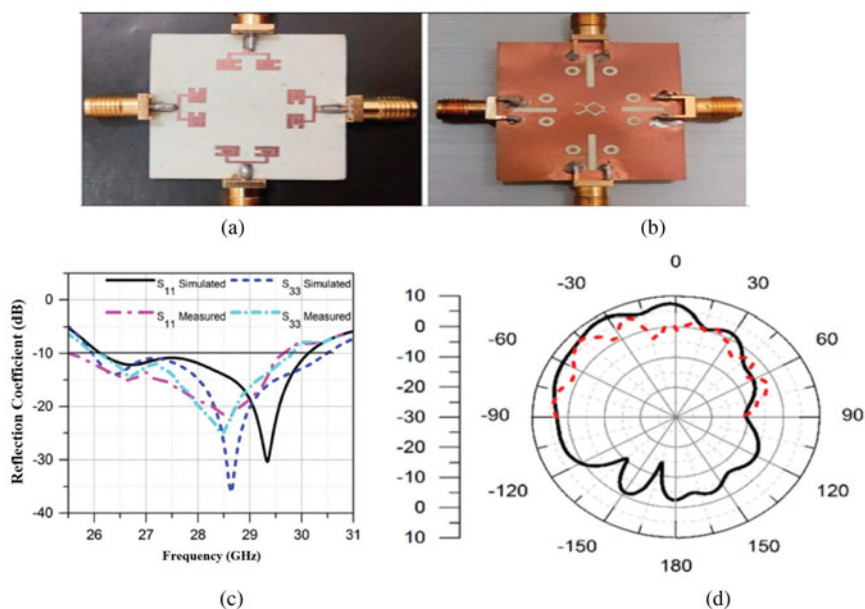 (a)
(b)
(c)
(d)
Reflection Coefficient (dB)
0
-10
-20
-30
-40
S11 Simulated
S33 Simulated
S11 Measured
S33 Measured
26 27 28 29 30 31
Frequency (GHz)
10
0
-10
-20
-30
-20
-10
0
10
0
30
60
90
120
150
180
-150
-120
-90
-60
-30